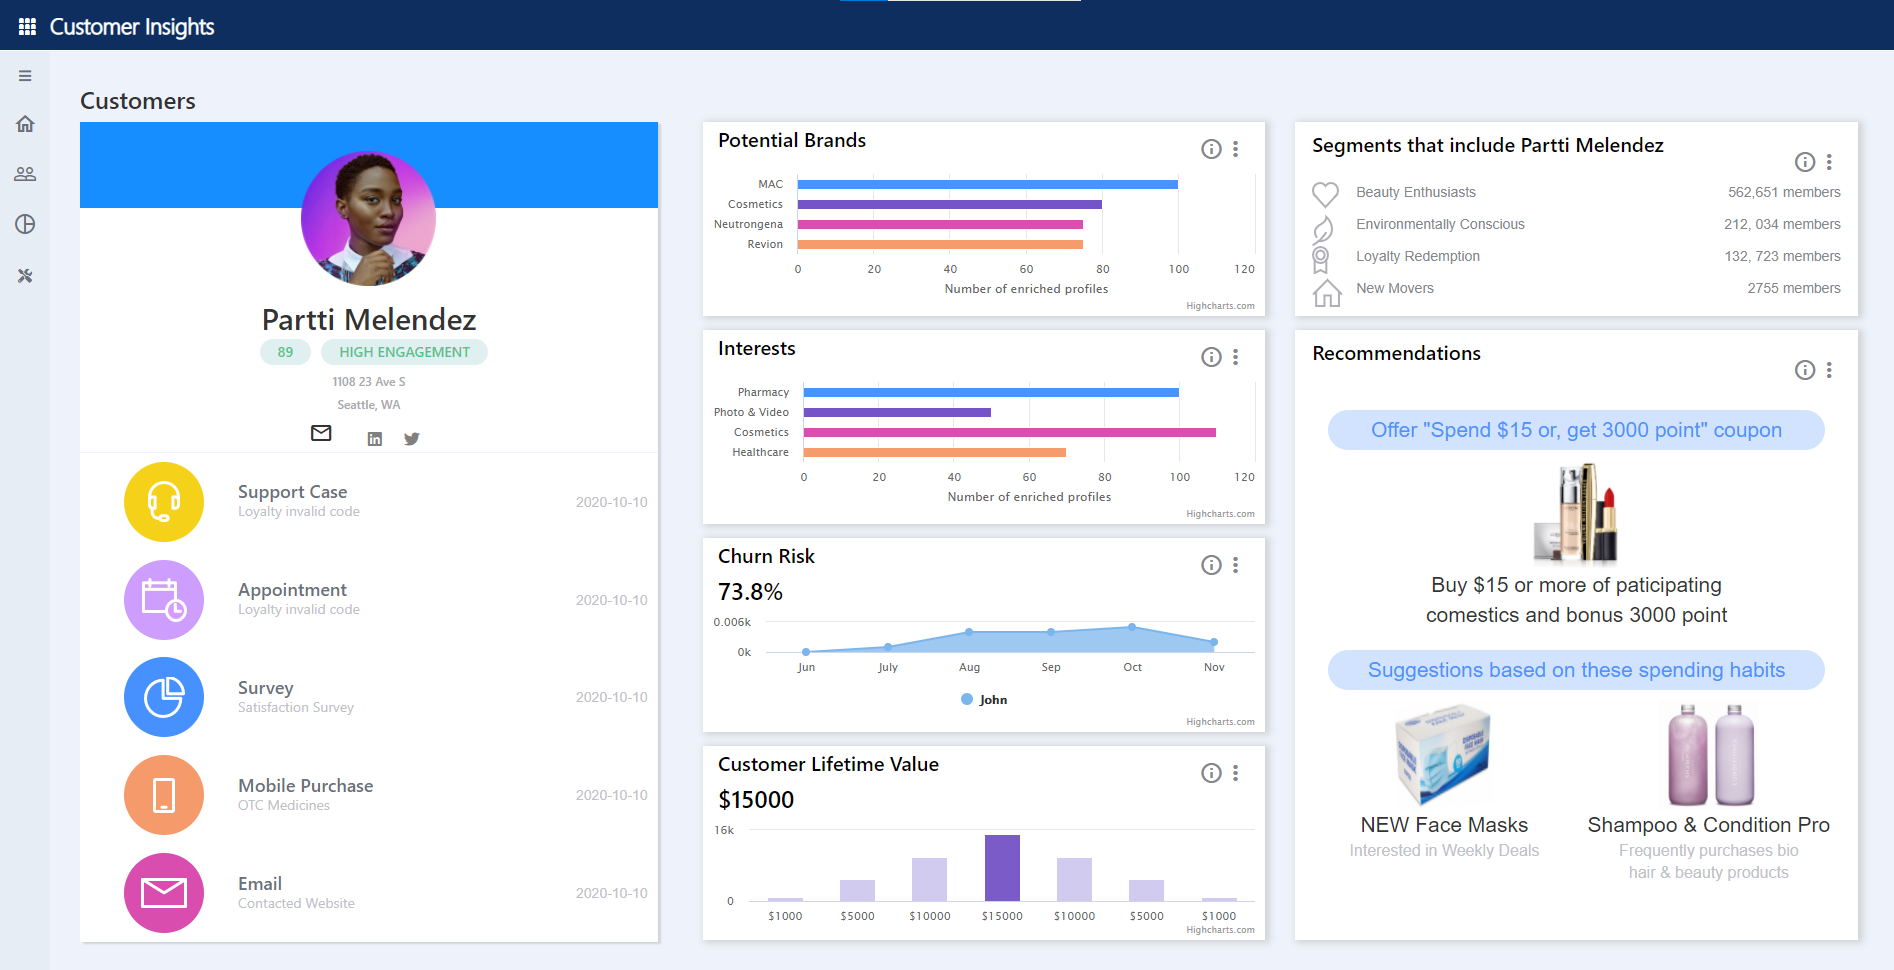 Customer Insights
Customers
Partti Melendez
89 HIGH ENGAGEMENT
1108 23 Ave S
Seattle, WA
Support Case
Loyalty invalid code
2020-10-10
Appointment
Loyalty invalid code
2020-10-10
Survey
Satisfaction Survey
2020-10-10
Mobile Purchase
OTC Medicines
2020-10-10
Email
Contacted Website
2020-10-10
Potential Brands
MAC
Cosmetics
Neutrongena
Revion
0 20 40 60 80 100 120
Number of enriched profiles
Highcharts.com
Interests
Pharmacy
Photo & Video
Cosmetics
Healthcare
0 20 40 60 80 100 120
Number of enriched profiles
Highcharts.com
Churn Risk
73.8%
0.006k
0k
Jun July Aug Sep Oct Nov
John
Highcharts.com
Customer Lifetime Value
$15000
16k
0
$1000 $5000 $10000 $15000 $10000 $5000 $1000
Highcharts.com
Segments that include Partti Melendez
Beauty Enthusiasts 562,651 members
Environmentally Conscious 212, 034 members
Loyalty Redemption 132, 723 members
New Movers 2755 members
Recommendations
Offer "Spend $15 or, get 3000 point" coupon
Buy $15 or more of paticipating
comestics and bonus 3000 point
Suggestions based on these spending habits
NEW Face Masks
Interested in Weekly Deals
Shampoo & Condition Pro
Frequently purchases bio
hair & beauty products